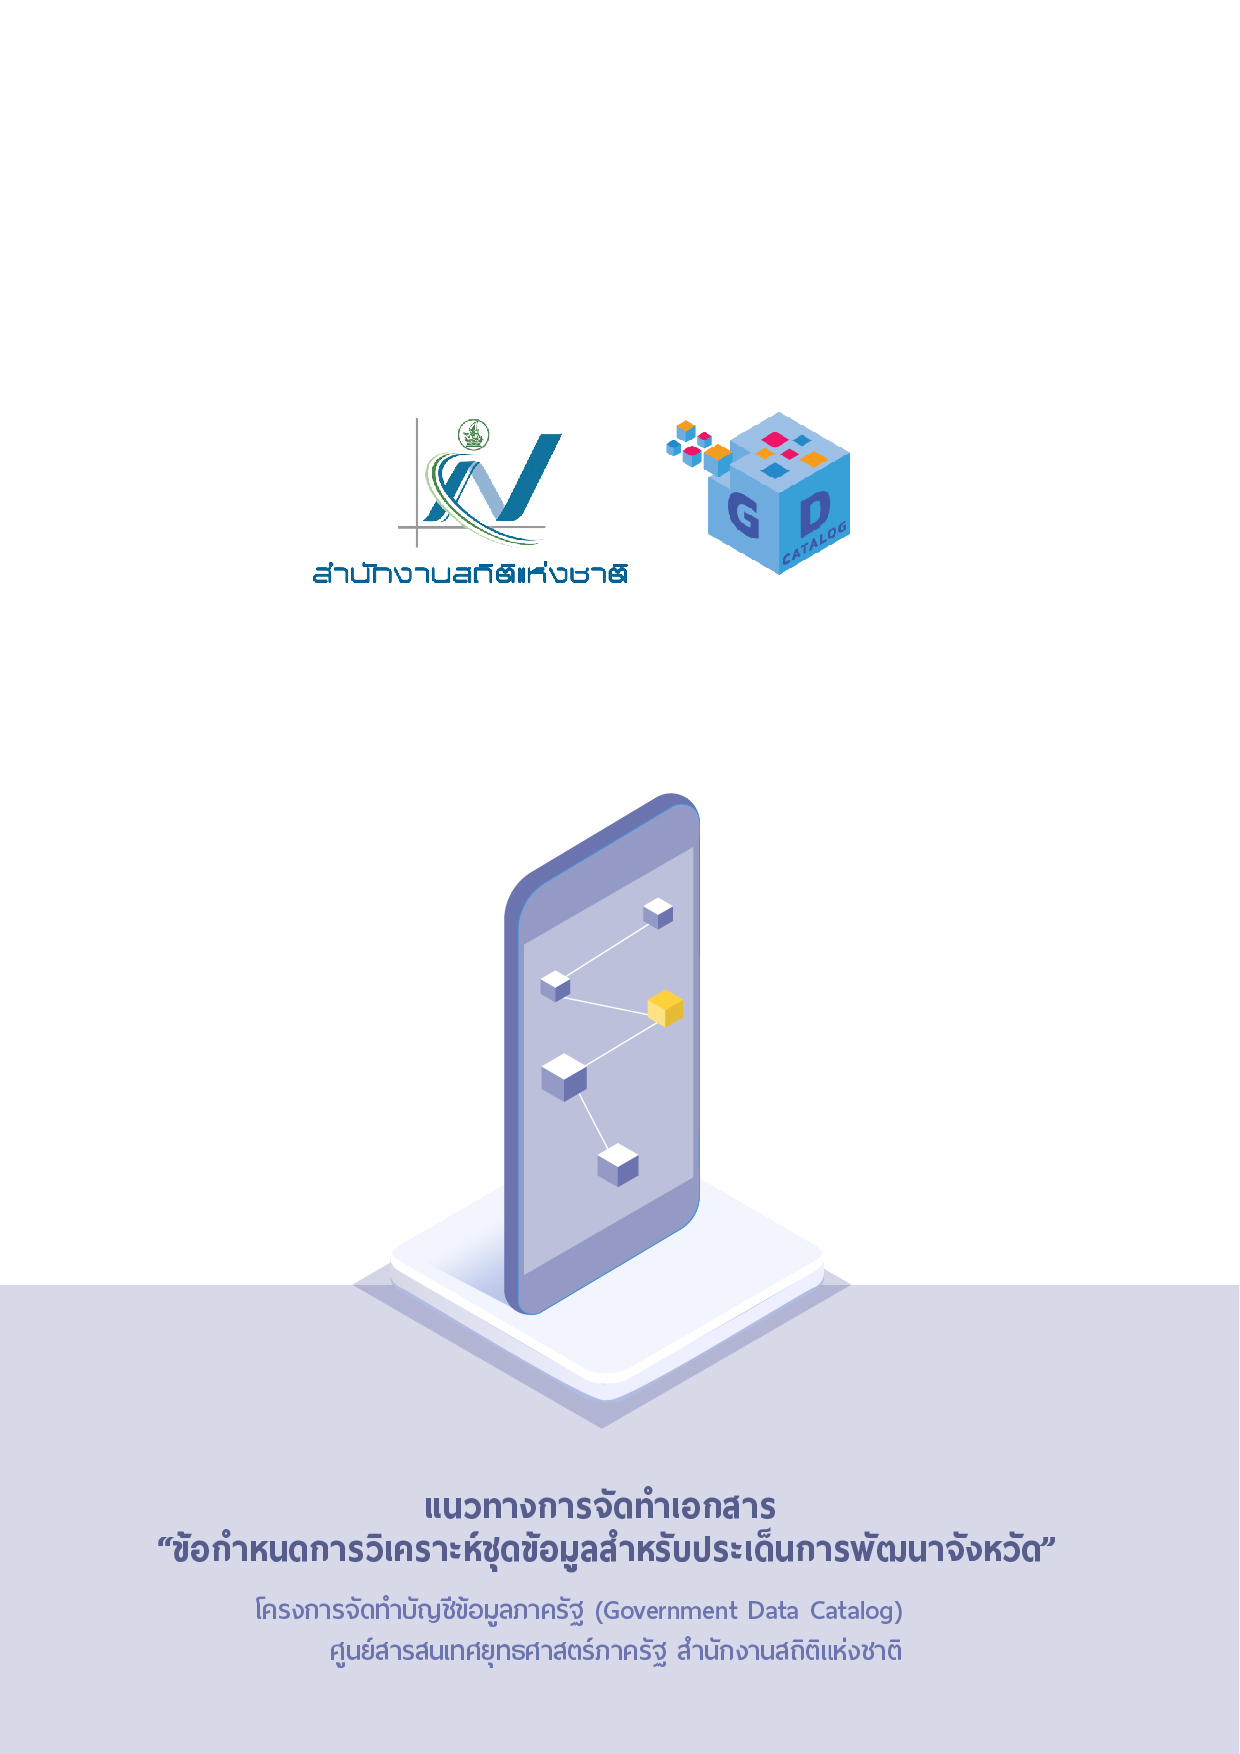 สำนักงานสถิติแห่งชาติ
G D
CATALOG
แนวทางการจัดทำเอกสาร
“ข้อกำหนดการวิเคราะห์ชุดข้อมูลสำหรับประเด็นการพัฒนาจังหวัด”
โครงการจัดทำบัญชีข้อมูลภาครัฐ (Government Data Catalog)
ศูนย์สารสนเทศยุทธศาสตร์ภาครัฐ สำนักงานสถิติแห่งชาติ